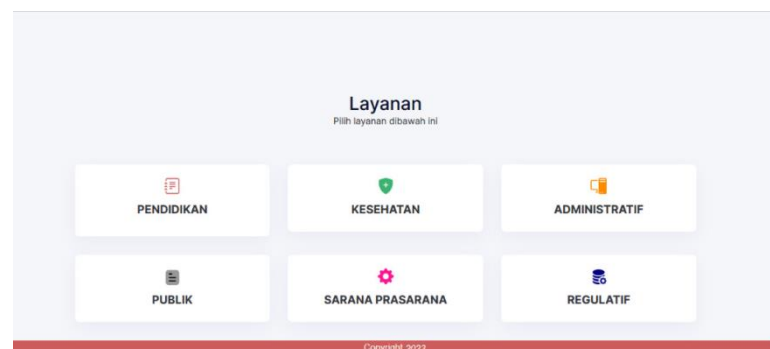 Layanan
Pilih layanan dibawah ini
PENDIDIKAN
KESEHATAN
ADMINISTRATIF
PUBLIK
SARANA PRASARANA
REGULATIF
Copyright 2023